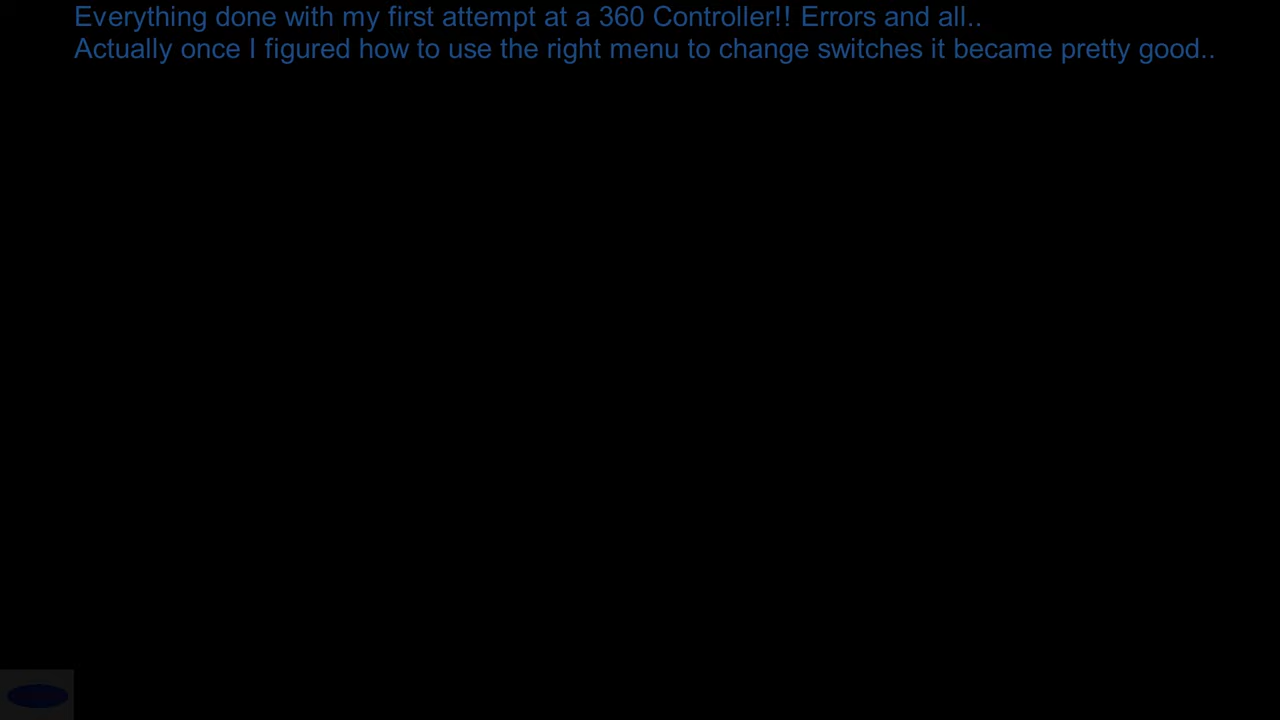 Everything done with my first attempt at a 360 Controller!! Errors and all..
Actually once I figured how to use the right menu to change switches it became pretty good..